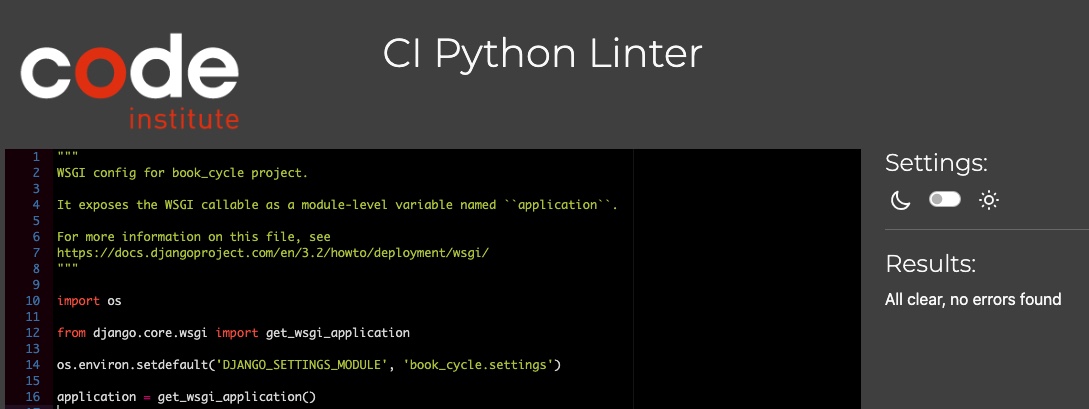 code
institute
CI Python Linter
1 """
2 WSGI config for book_cycle project.
3
4 It exposes the WSGI callable as a module-level variable named ``application``.
5
6 For more information on this file, see
7 https://docs.djangoproject.com/en/3.2/howto/deployment/wsgi/
8 """
9
10 import os
11
12 from django.core.wsgi import get_wsgi_application
13
14 os.environ.setdefault('DJANGO_SETTINGS_MODULE', 'book_cycle.settings')
15
16 application = get_wsgi_application()
Settings:
Results:
All clear, no errors found